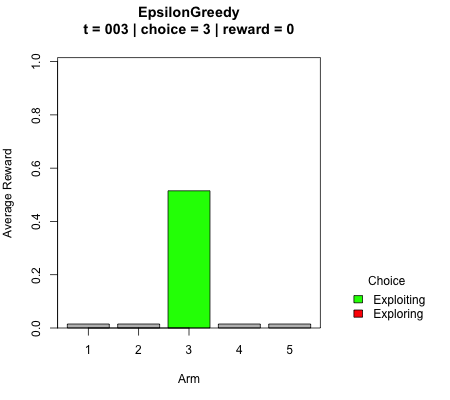 EpsilonGreedy
t = 003 | choice = 3 | reward = 0
Average Reward
1.0
0.8
0.6
0.4
0.2
0.0
1 2 3 4 5
Arm
Choice
Exploiting
Exploring